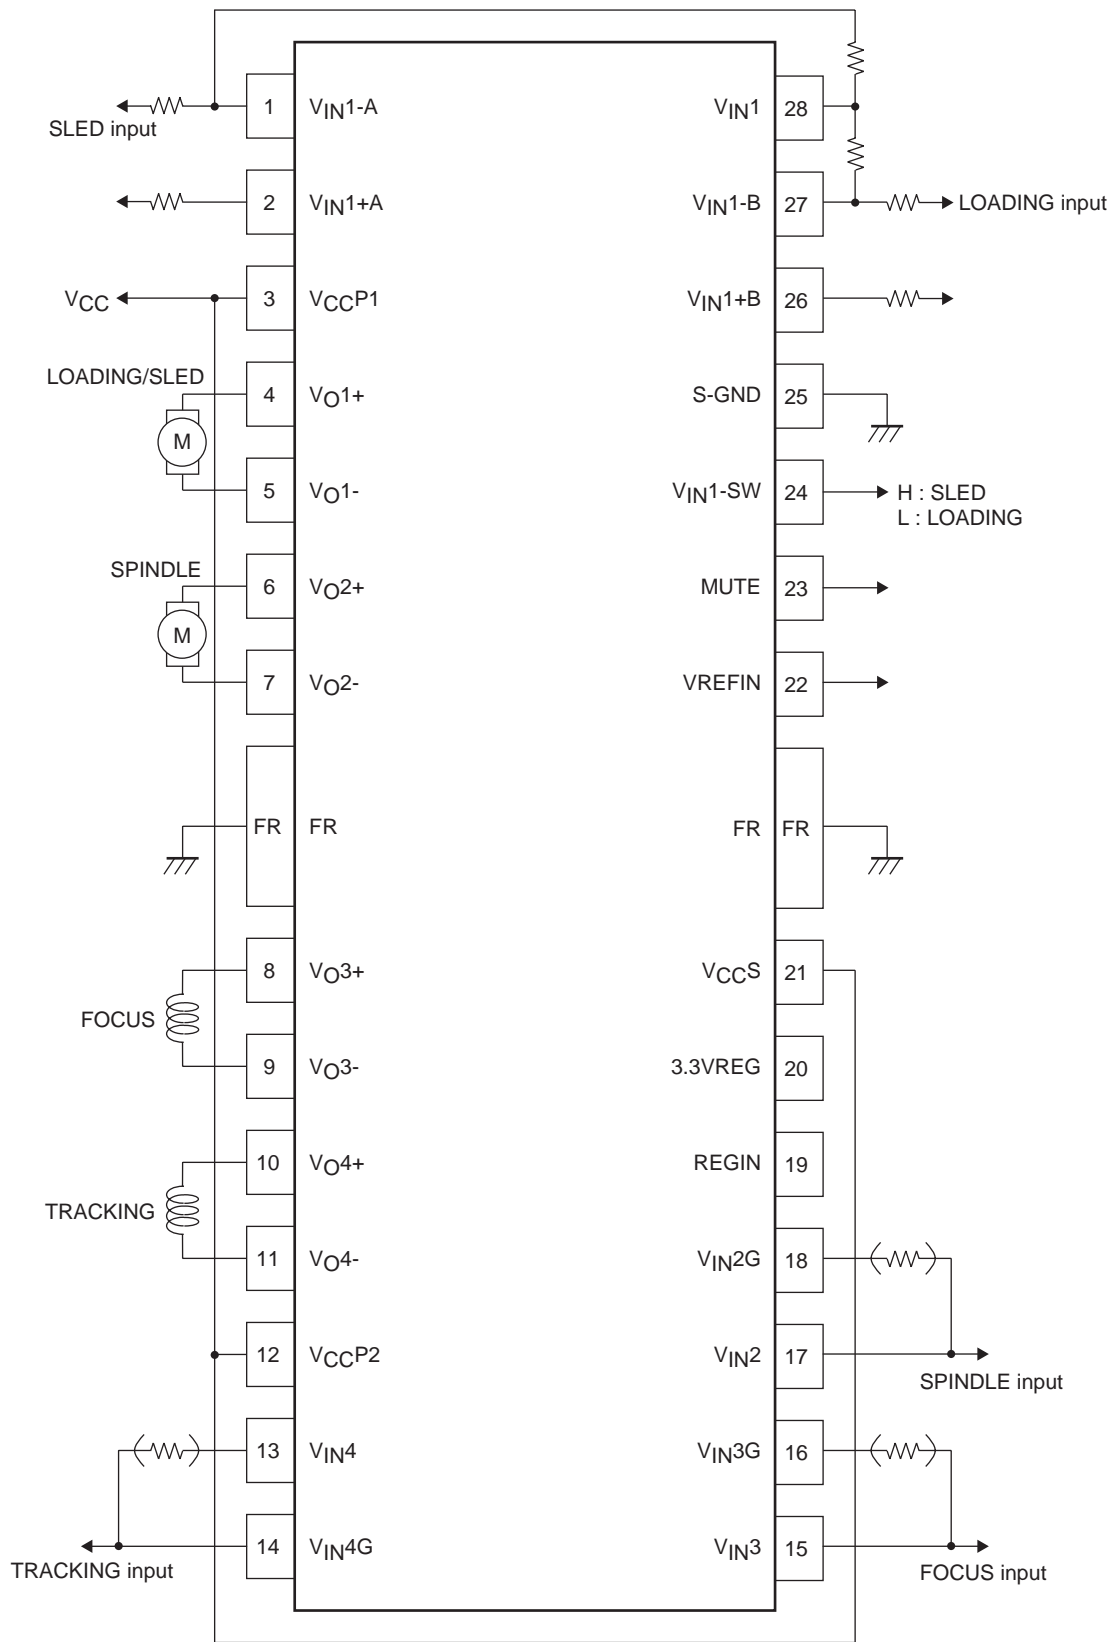 1 VIN1-A VIN1 28
SLED input
2 VIN1+A VIN1-B 27 LOADING input
VCC 3 VCCP1 VIN1+B 26
LOADING/SLED
4 VO1+ S-GND 25
M
5 VO1- VIN1-SW 24 H : SLED
L : LOADING
SPINDLE
6 VO2+ MUTE 23
M
7 VO2- VREFIN 22
FR FR FR FR
8 VO3+ VCCS 21
FOCUS
9 VO3- 3.3VREG 20
10 VO4+ REGIN 19
TRACKING
11 VO4- VIN2G 18
12 VCCP2 VIN2 17
SPINDLE input
13 VIN4 VIN3G 16
14 VIN4G VIN3 15
TRACKING input FOCUS input